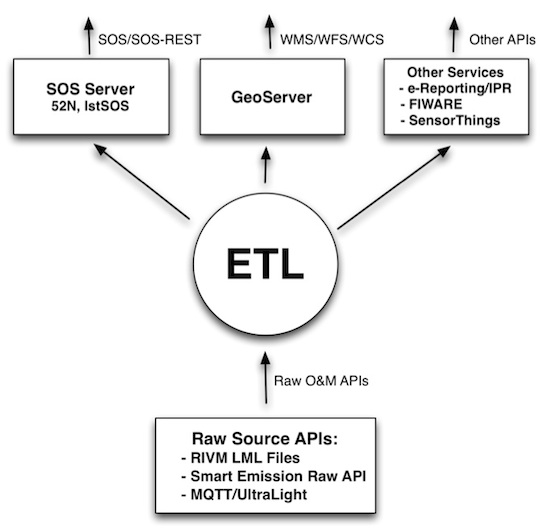 SOS/SOS-REST
WMS/WFS/WCS
Other APIs
SOS Server
52N, IstSOS
GeoServer
Other Services
- e-Reporting/IPR
- FIWARE
- SensorThings
ETL
Raw O&M APIs
Raw Source APIs:
- RIVM LML Files
- Smart Emission Raw API
- MQTT/UltraLight